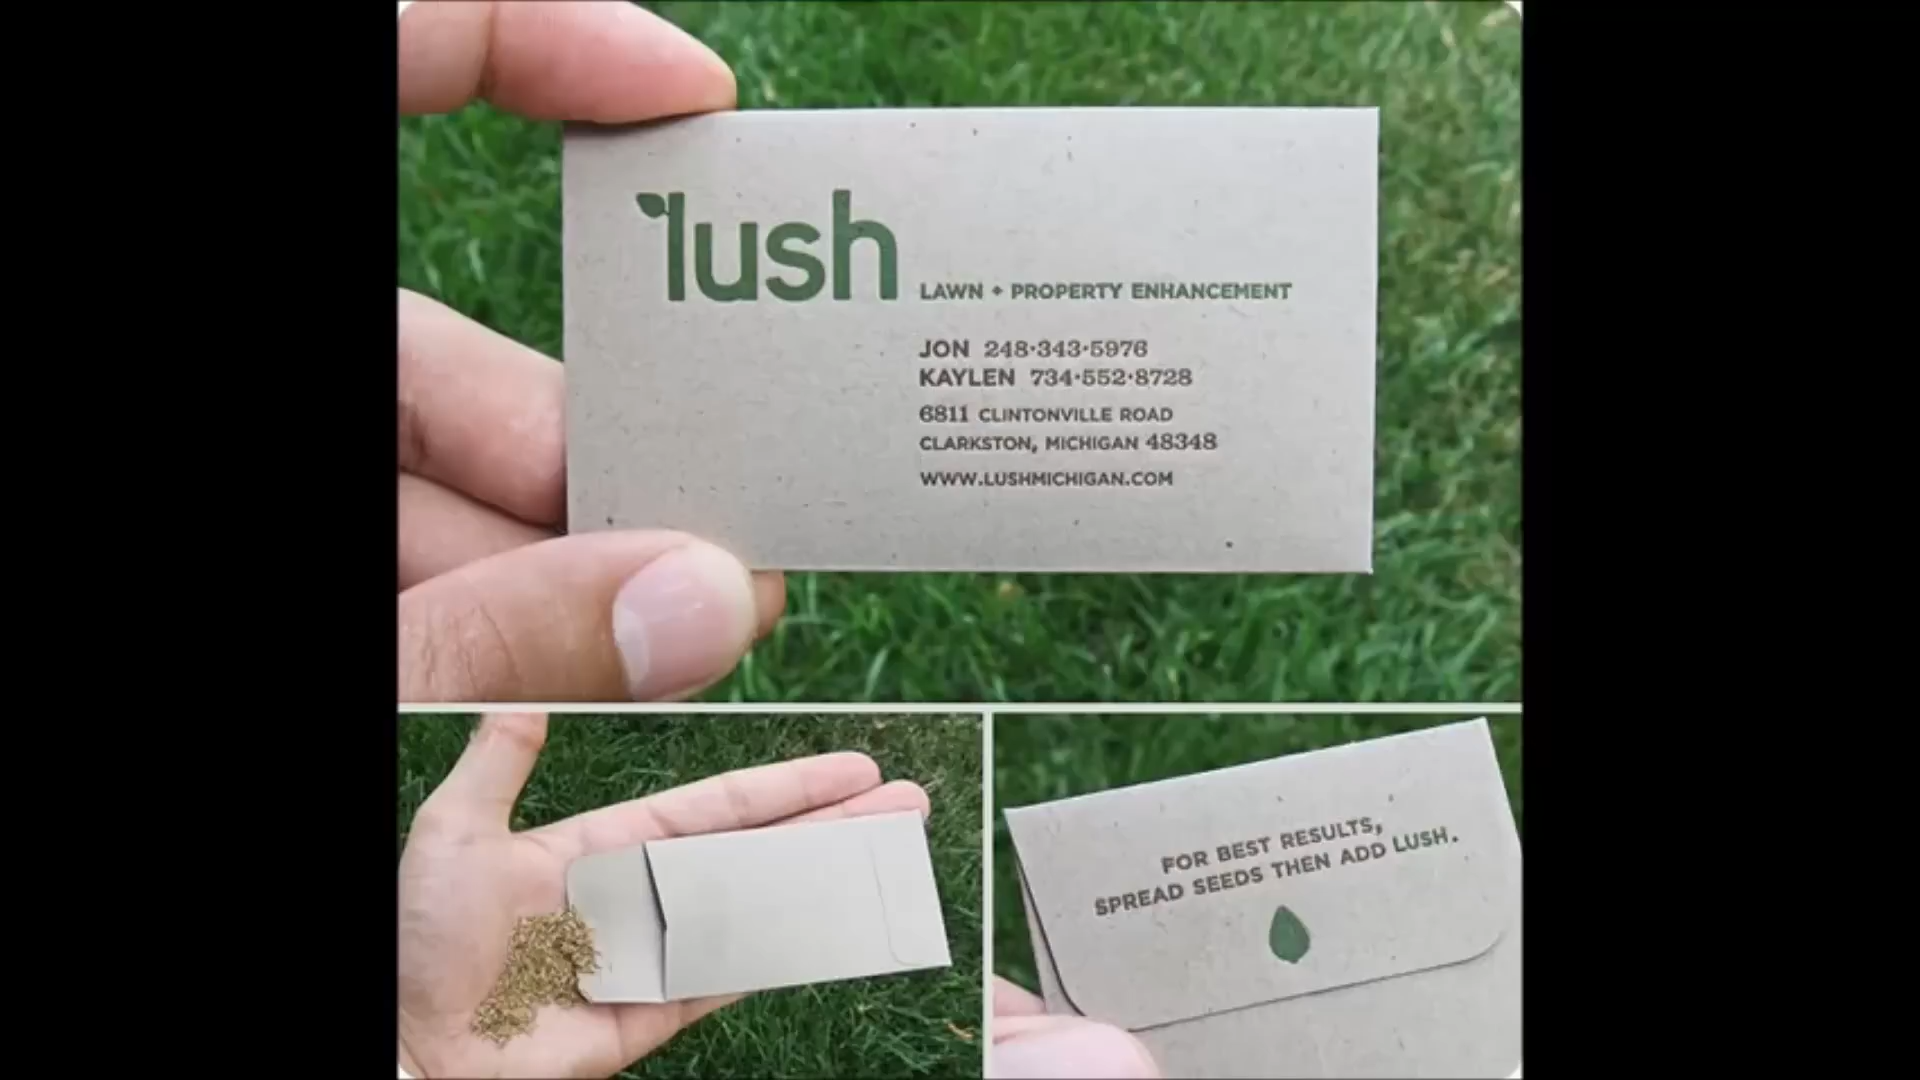 lush LAWN + PROPERTY ENHANCEMENT
JON 248•343•5976
KAYLEN 734•552•8728
6811 CLINTONVILLE ROAD
CLARKSTON, MICHIGAN 48348
WWW.LUSHMICHIGAN.COM
FOR BEST RESULTS,
SPREAD SEEDS THEN ADD LUSH.